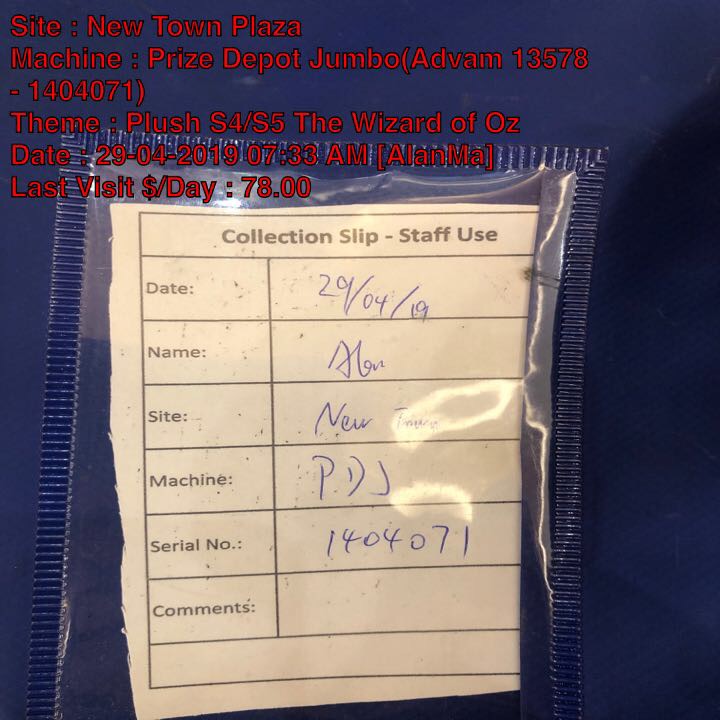 Site : New Town Plaza
Machine : Prize Depot Jumbo(Advam 13578
- 1404071)
Theme : Plush S4/S5 The Wizard of Oz
Date : 29-04-2019 07:33 AM [AlanMa]
Last Visit $/Day : 78.00
Collection Slip - Staff Use
Date: 29/04/19
Name: Alan
Site: New Town
Machine: PDJ
Serial No.: 1404071
Comments: